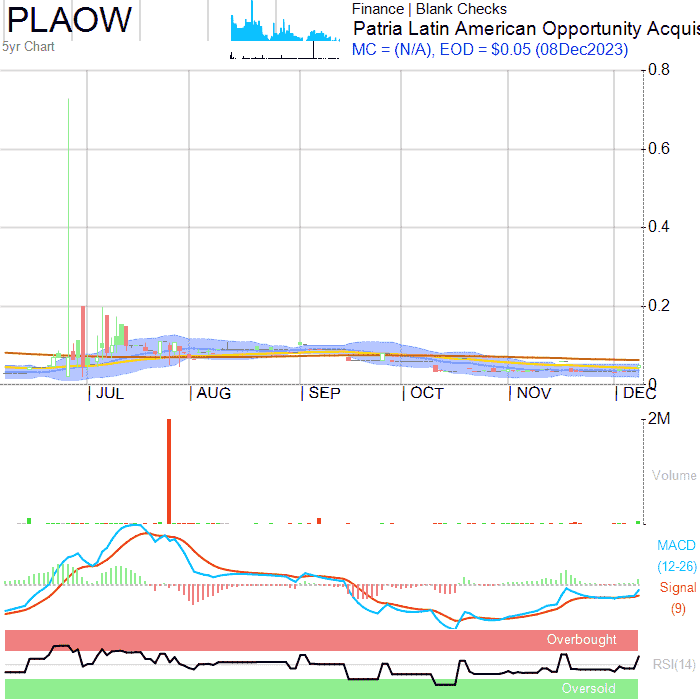 PLAOW
5yr Chart
Finance | Blank Checks
Patria Latin American Opportunity Acquis
MC = (N/A), EOD = $0.05 (08Dec2023)
0.8
0.6
0.4
0.2
0
JUL AUG SEP OCT NOV DEC
2M
Volume
MACD
(12-26)
Signal
(9)
Overbought
RSI(14)
Oversold